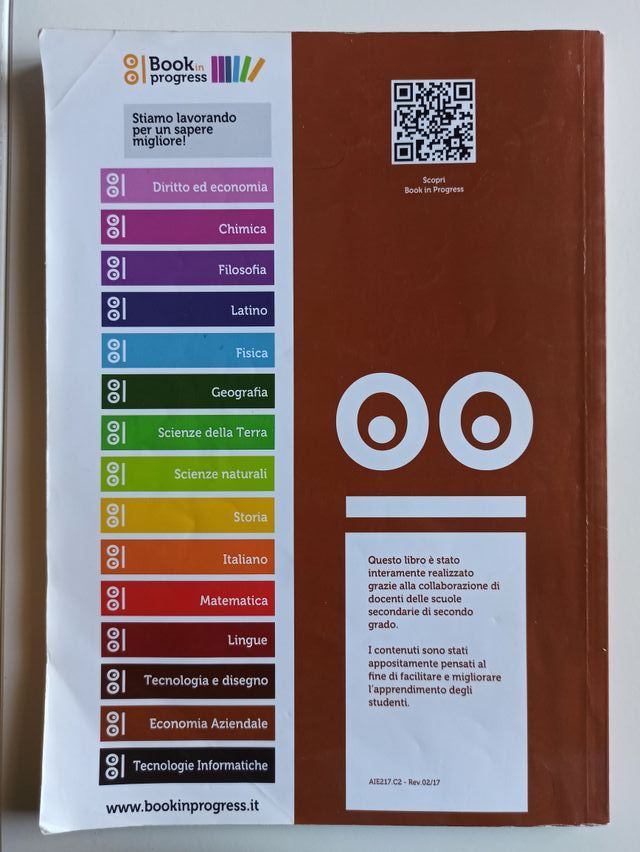 Book in
progress
Stiamo lavorando
per un sapere
migliore!
Diritto ed economia
Chimica
Filosofia
Latino
Fisica
Geografia
Scienze della Terra
Scienze naturali
Storia
Italiano
Matematica
Lingue
Tecnologia e disegno
Economia Aziendale
Tecnologie Informatiche
www.bookinprogress.it
Scopri
Book in Progress
Questo libro è stato
interamente realizzato
grazie alla collaborazione di
docenti delle scuole
secondarie di secondo
grado.
I contenuti sono stati
appositamente pensati al
fine di facilitare e migliorare
l'apprendimento degli
studenti.
AIE217.C2 - Rev.02/17